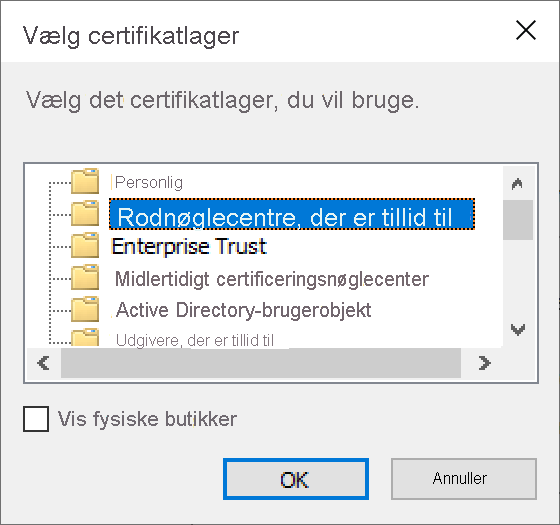 Vælg certifikatlager
Vælg det certifikatlager, du vil bruge.
Personlig
Rodnøglecentre, der er tillid til
Enterprise Trust
Midlertidigt certificeringsnøglecenter
Active Directory-brugerobjekt
Udgivere, der er tillid til
Vis fysiske butikker
OK
Annuller